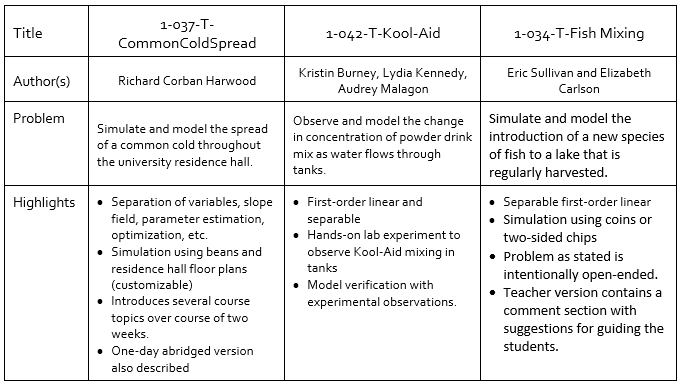 Title
1-037-T-
CommonColdSpread
1-042-T-Kool-Aid
1-034-T-Fish Mixing
Author(s)
Richard Corban Harwood
Kristin Burney, Lydia Kennedy,
Audrey Malagon
Eric Sullivan and Elizabeth
Carlson
Problem
Simulate and model the spread
of a common cold throughout
the university residence hall.
Observe and model the change
in concentration of powder drink
mix as water flows through
tanks.
Simulate and model the
introduction of a new species
of fish to a lake that is
regularly harvested.
Highlights
• Separation of variables, slope
field, parameter estimation,
optimization, etc.
• Simulation using beans and
residence hall floor plans
(customizable)
• Introduces several course
topics over course of two
weeks.
• One-day abridged version
also described
• First-order linear and
separable
• Hands-on lab experiment to
observe Kool-Aid mixing in
tanks
• Model verification with
experimental observations.
• Separable first-order linear
• Simulation using coins or
two-sided chips
• Problem as stated is
intentionally open-ended.
• Teacher version contains a
comment section with
suggestions for guiding the
students.